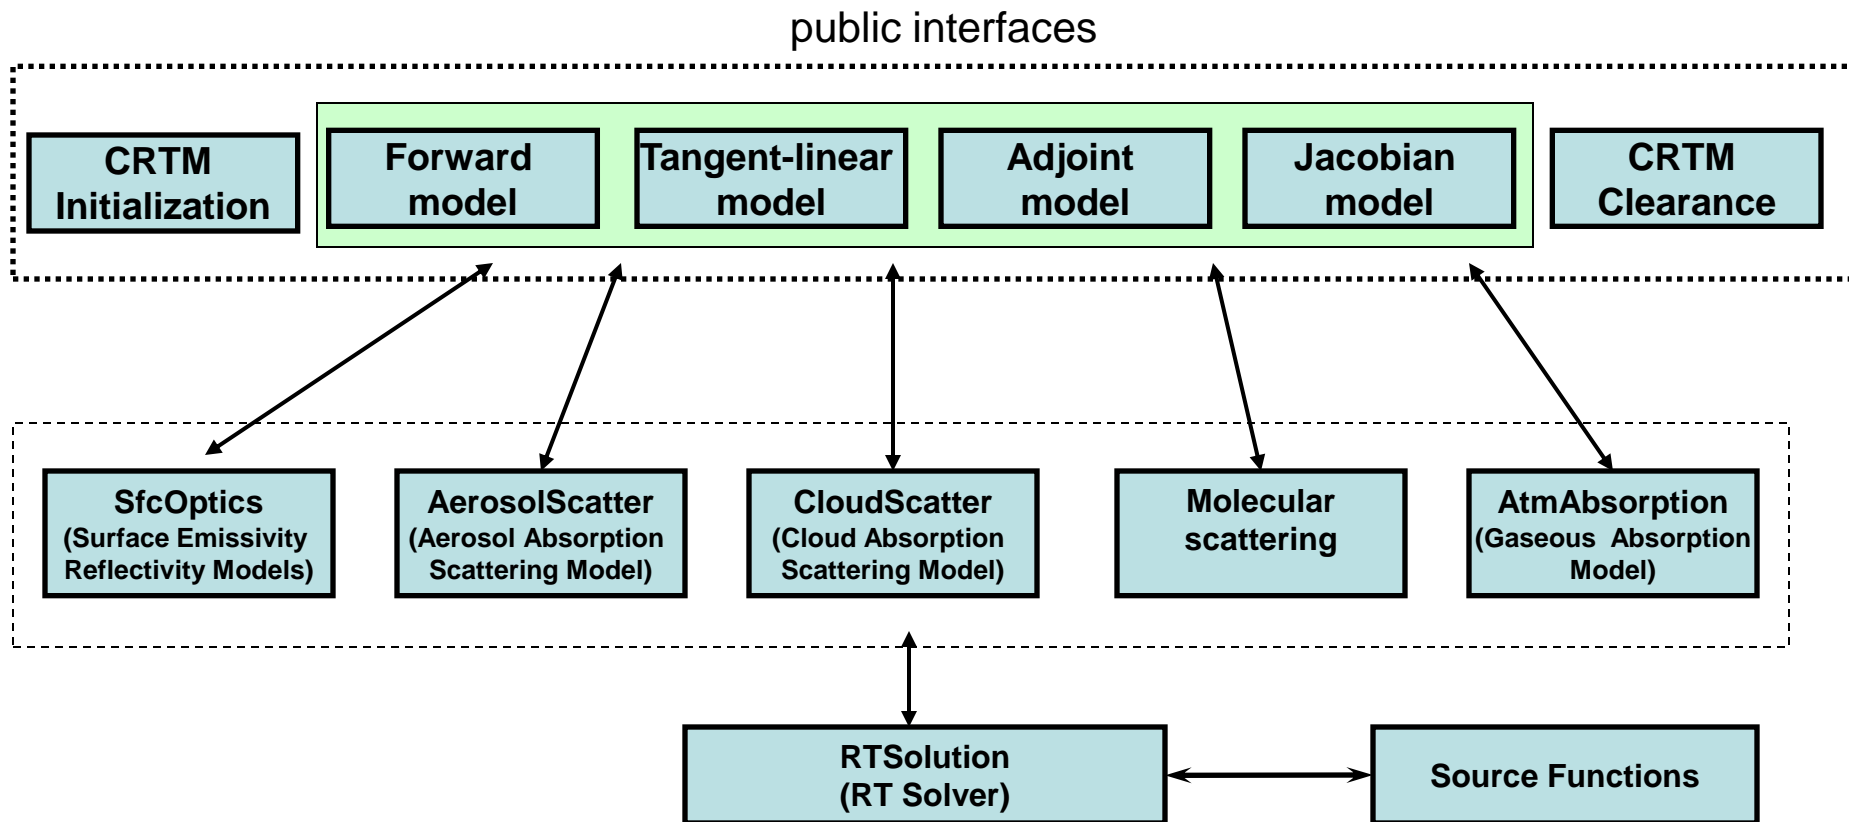 public interfaces
CRTM
Initialization
Forward
model
Tangent-linear
model
Adjoint
model
Jacobian
model
CRTM
Clearance
SfcOptics
(Surface Emissivity
Reflectivity Models)
AerosolScatter
(Aerosol Absorption
Scattering Model)
CloudScatter
(Cloud Absorption
Scattering Model)
Molecular
scattering
AtmAbsorption
(Gaseous Absorption
Model)
RTSolution
(RT Solver)
Source Functions